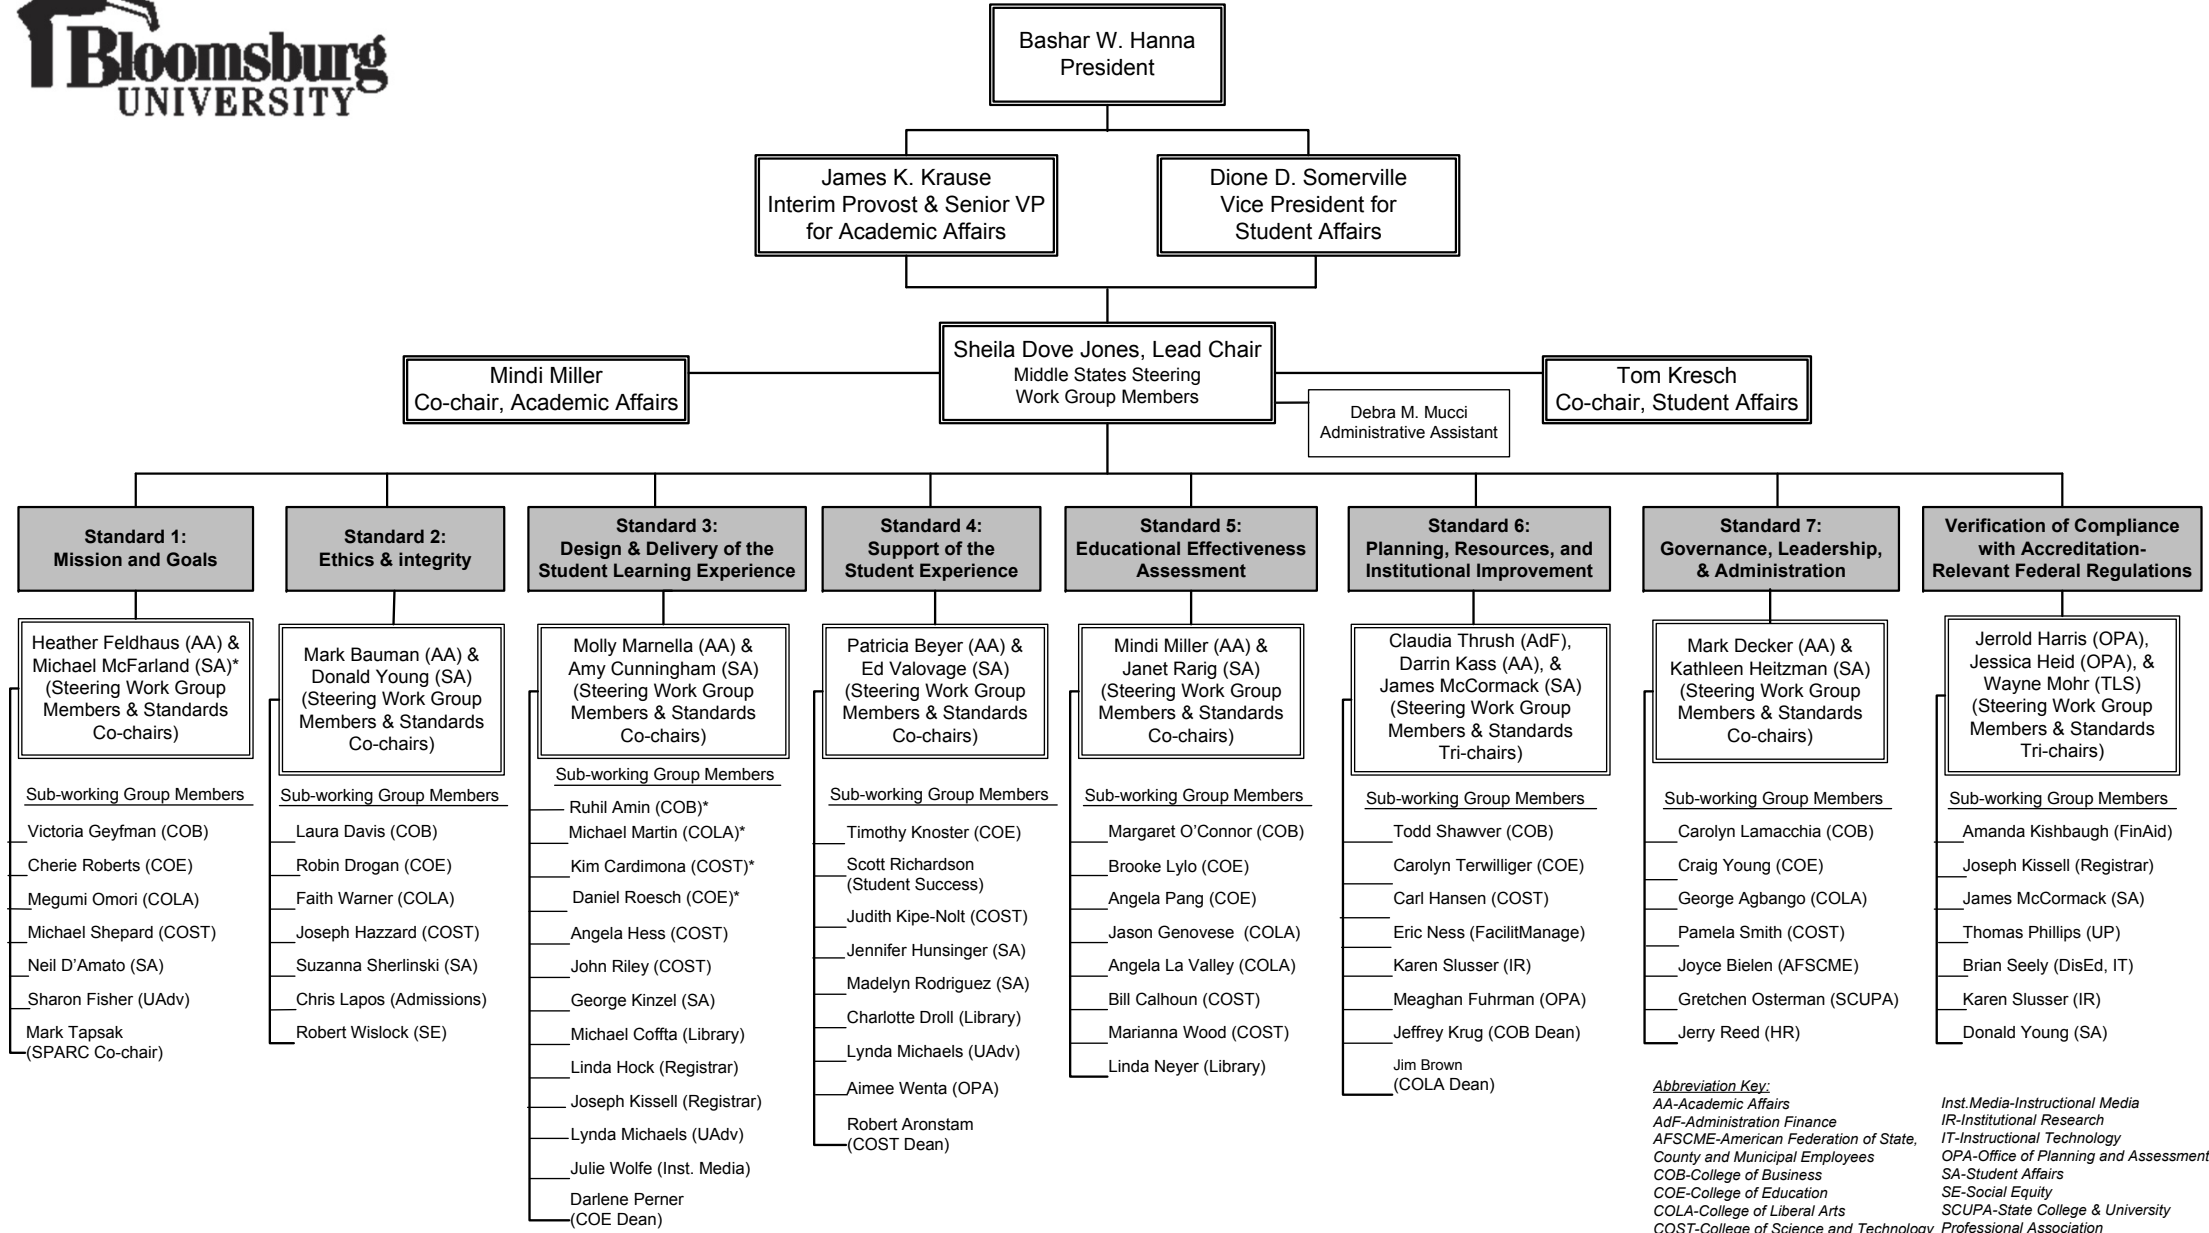 Bloomsburg
UNIVERSITY
Bashar W. Hanna
President
James K. Krause
Interim Provost & Senior VP
for Academic Affairs
Dione D. Somerville
Vice President for
Student Affairs
Sheila Dove Jones, Lead Chair
Middle States Steering
Work Group Members
Mindi Miller
Co-chair, Academic Affairs
Tom Kresch
Co-chair, Student Affairs
Debra M. Mucci
Administrative Assistant
Standard 1:
Mission and Goals
Heather Feldhaus (AA) &
Michael McFarland (SA)*
(Steering Work Group
Members & Standards
Co-chairs)
Sub-working Group Members
Victoria Geyfman (COB)
Cherie Roberts (COE)
Megumi Omori (COLA)
Michael Shepard (COST)
Neil D’Amato (SA)
Sharon Fisher (UAdv)
Mark Tapsak
(SPARC Co-chair)
Standard 2:
Ethics & integrity
Mark Bauman (AA) &
Donald Young (SA)
(Steering Work Group
Members & Standards
Co-chairs)
Sub-working Group Members
Laura Davis (COB)
Robin Drogan (COE)
Faith Warner (COLA)
Joseph Hazzard (COST)
Suzanna Sherlinski (SA)
Chris Lapos (Admissions)
Robert Wislock (SE)
Standard 3:
Design & Delivery of the
Student Learning Experience
Molly Marnella (AA) &
Amy Cunningham (SA)
(Steering Work Group
Members & Standards
Co-chairs)
Sub-working Group Members
Ruhil Amin (COB)*
Michael Martin (COLA)*
Kim Cardimona (COST)*
Daniel Roesch (COE)*
Angela Hess (COST)
John Riley (COST)
George Kinzel (SA)
Michael Coffta (Library)
Linda Hock (Registrar)
Joseph Kissell (Registrar)
Lynda Michaels (UAdv)
Julie Wolfe (Inst. Media)
Darlene Perner
(COE Dean)
Standard 4:
Support of the
Student Experience
Patricia Beyer (AA) &
Ed Valovage (SA)
(Steering Work Group
Members & Standards
Co-chairs)
Sub-working Group Members
Timothy Knoster (COE)
Scott Richardson
(Student Success)
Judith Kipe-Nolt (COST)
Jennifer Hunsinger (SA)
Madelyn Rodriguez (SA)
Charlotte Droll (Library)
Lynda Michaels (UAdv)
Aimee Wenta (OPA)
Robert Aronstam
(COST Dean)
Standard 5:
Educational Effectiveness
Assessment
Mindi Miller (AA) &
Janet Rarig (SA)
(Steering Work Group
Members & Standards
Co-chairs)
Sub-working Group Members
Margaret O’Connor (COB)
Brooke Lylo (COE)
Angela Pang (COE)
Jason Genovese (COLA)
Angela La Valley (COLA)
Bill Calhoun (COST)
Marianna Wood (COST)
Linda Neyer (Library)
Standard 6:
Planning, Resources, and
Institutional Improvement
Claudia Thrush (AdF),
Darrin Kass (AA), &
James McCormack (SA)
(Steering Work Group
Members & Standards
Tri-chairs)
Sub-working Group Members
Todd Shawver (COB)
Carolyn Terwilliger (COE)
Carl Hansen (COST)
Eric Ness (FacilitManage)
Karen Slusser (IR)
Meaghan Fuhrman (OPA)
Jeffrey Krug (COB Dean)
Jim Brown
(COLA Dean)
Standard 7:
Governance, Leadership,
& Administration
Mark Decker (AA) &
Kathleen Heitzman (SA)
(Steering Work Group
Members & Standards
Co-chairs)
Sub-working Group Members
Carolyn Lamacchia (COB)
Craig Young (COE)
George Agbango (COLA)
Pamela Smith (COST)
Joyce Bielen (AFSCME)
Gretchen Osterman (SCUPA)
Jerry Reed (HR)
Verification of Compliance
with Accreditation-
Relevant Federal Regulations
Jerrold Harris (OPA),
Jessica Heid (OPA), &
Wayne Mohr (TLS)
(Steering Work Group
Members & Standards
Tri-chairs)
Sub-working Group Members
Amanda Kishbaugh (FinAid)
Joseph Kissell (Registrar)
James McCormack (SA)
Thomas Phillips (UP)
Brian Seely (DisEd, IT)
Karen Slusser (IR)
Donald Young (SA)
Abbreviation Key:
AA-Academic Affairs
AdF-Administration Finance
AFSCME-American Federation of State,
County and Municipal Employees
COB-College of Business
COE-College of Education
COLA-College of Liberal Arts
COST-College of Science and Technology
Inst.Media-Instructional Media
IR-Institutional Research
IT-Instructional Technology
OPA-Office of Planning and Assessment
SA-Student Affairs
SE-Social Equity
SCUPA-State College & University
Professional Association